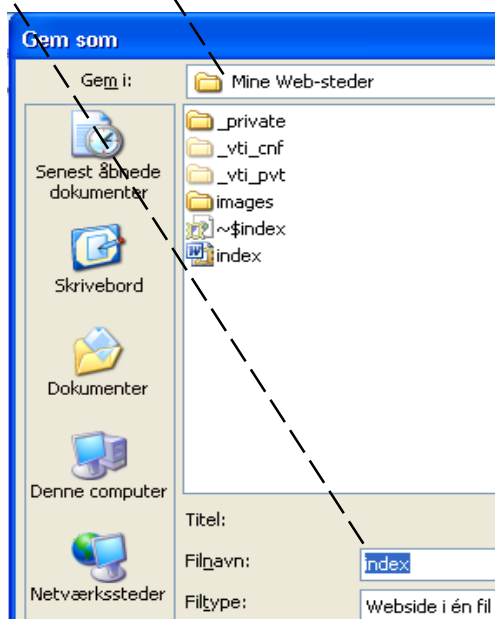 Gem som
Gem i:
Mine Web-steder
Senest åbnede
dokumenter
Skrivebord
Dokumenter
Denne computer
Netværkssteder
_private
_vti_cnf
_vti_pvt
images
~$index
index
Titel:
Filnavn:
index
Filtype:
Webside i én fil